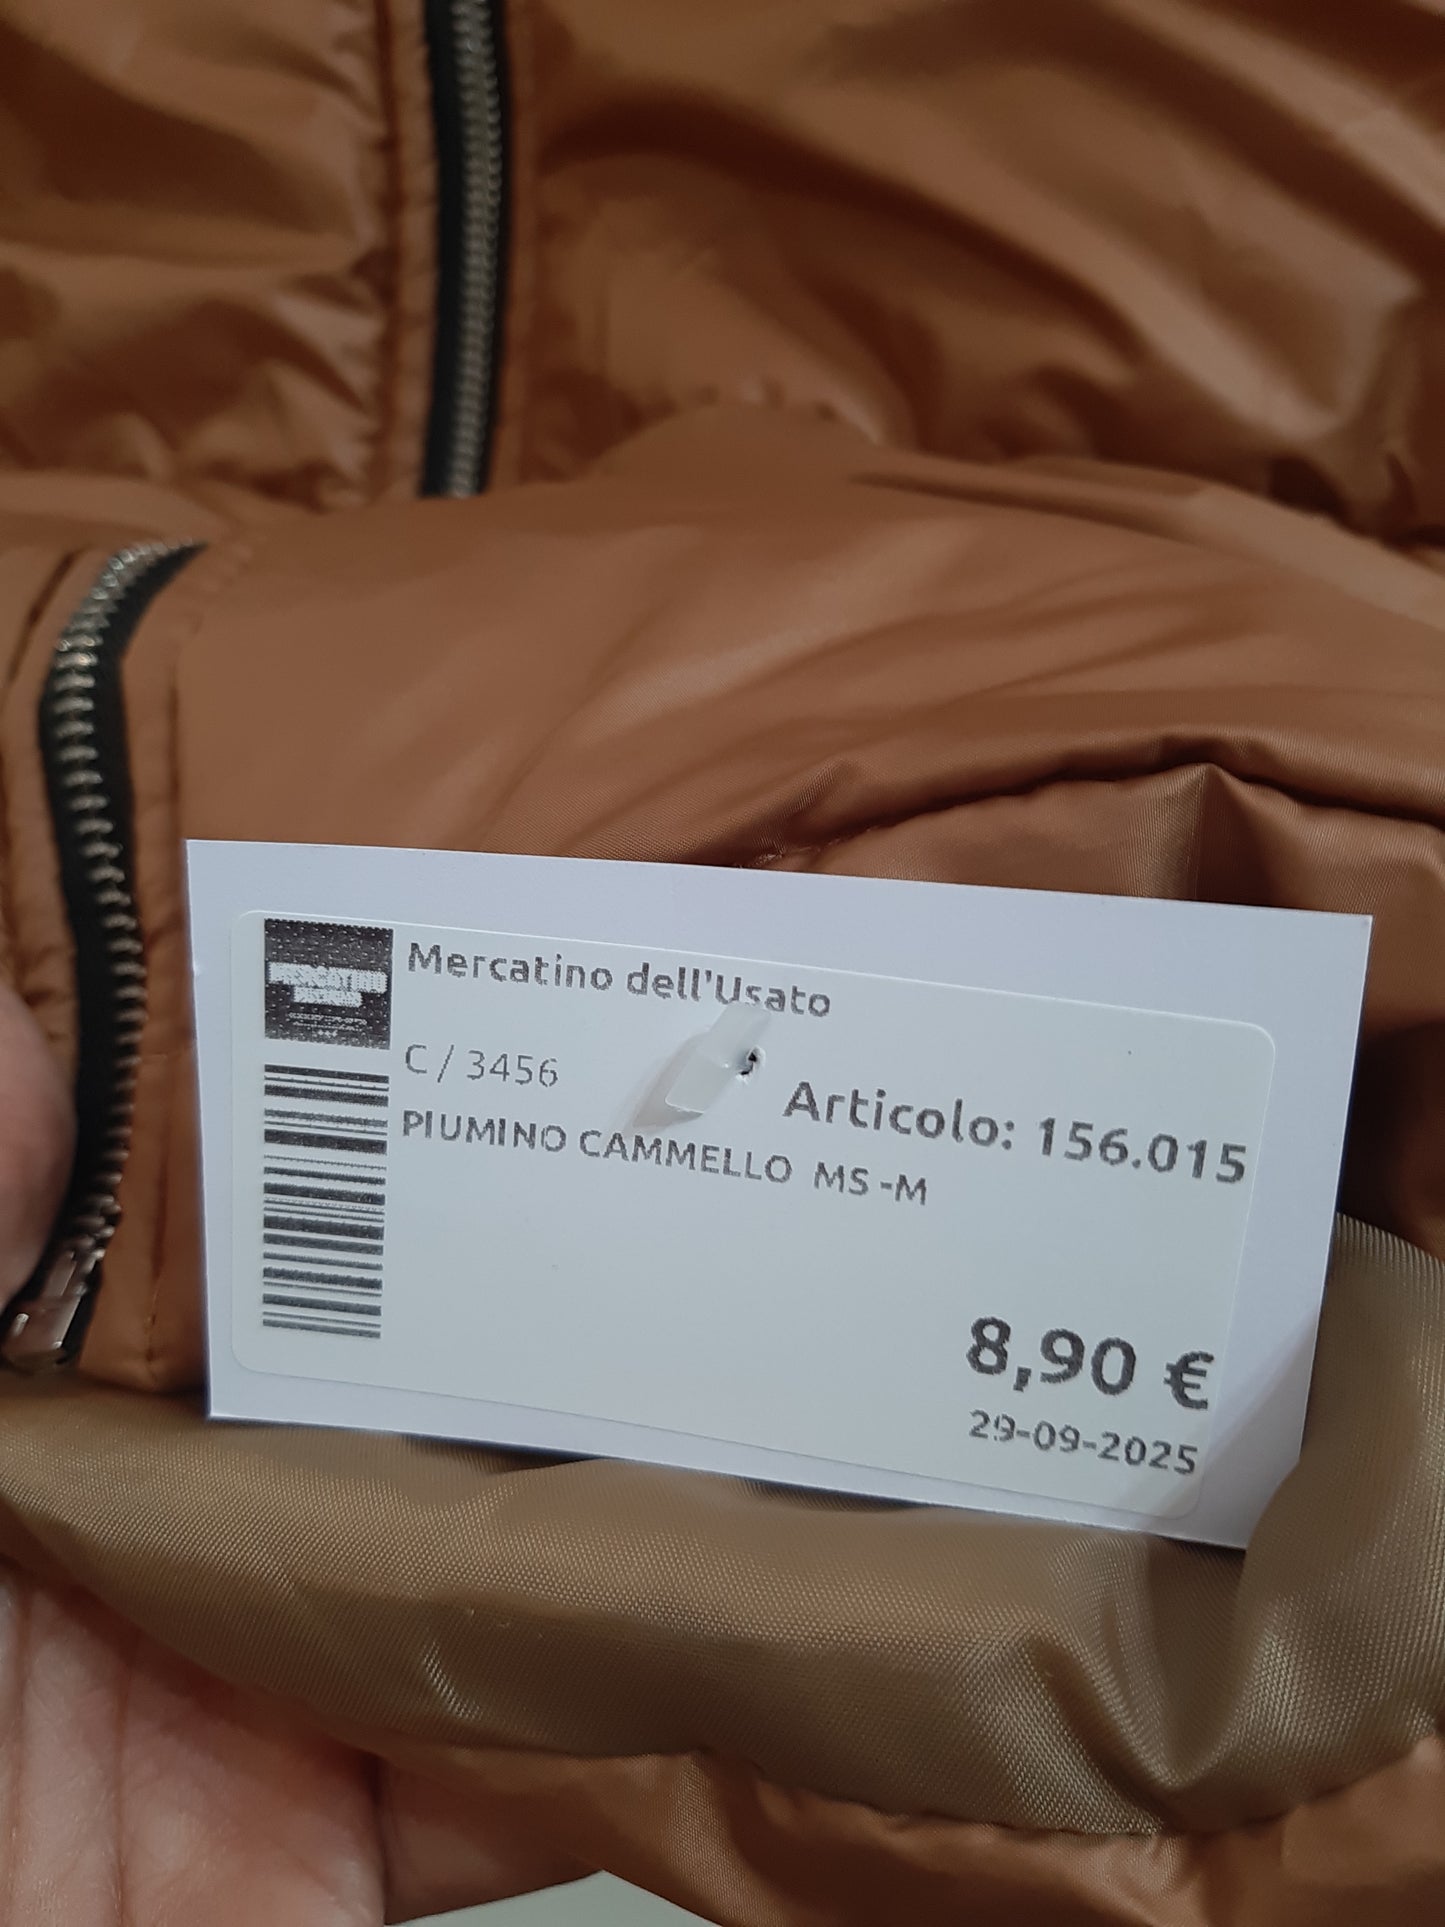 Mercatino dell'Usato
C / 3456
Articolo: 156.015
PIUMINO CAMMELLO MS -M
8,90 €
29-09-2025